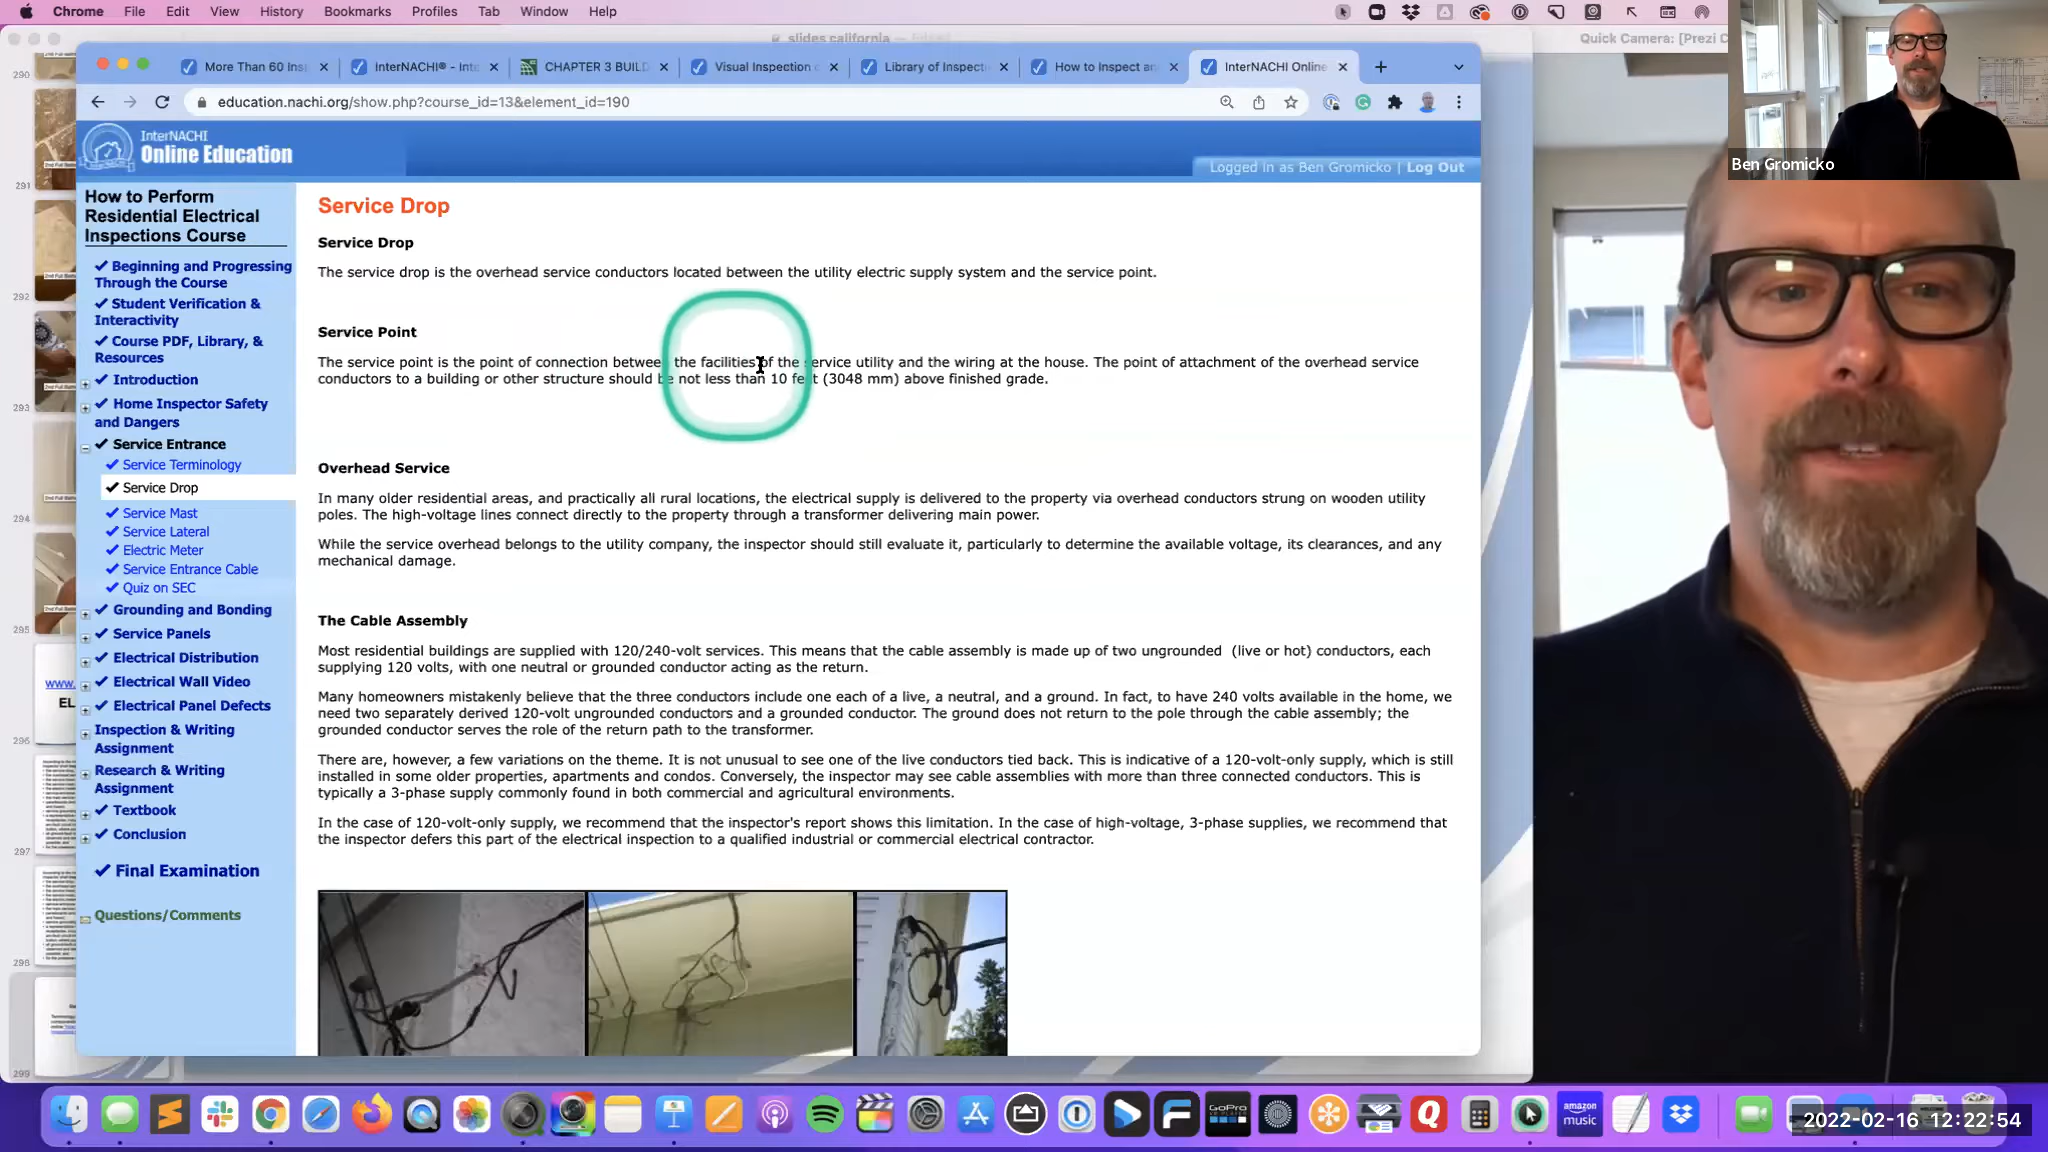 Chrome File Edit View History Bookmarks Profiles Tab Window Help
slides california
Quick Camera: [Prezi C
More Than 60 Ins
InterNACHI® - Inte
CHAPTER 3 BUILD
Visual Inspection o
Library of Inspecti
How to Inspect an
InterNACHI Online
education.nachi.org/show.php?course_id=13&element_id=190
InterNACHI
Online Education
Logged in as Ben Gromicko | Log Out
Ben Gromicko
How to Perform
Residential Electrical
Inspections Course
Beginning and Progressing
Through the Course
Student Verification &
Interactivity
Course PDF, Library, &
Resources
Introduction
Home Inspector Safety
and Dangers
Service Entrance
Service Terminology
Service Drop
Service Mast
Service Lateral
Electric Meter
Service Entrance Cable
Quiz on SEC
Grounding and Bonding
Service Panels
Electrical Distribution
Electrical Wall Video
Electrical Panel Defects
Inspection & Writing
Assignment
Research & Writing
Assignment
Textbook
Conclusion
Final Examination
Questions/Comments
Service Drop
Service Drop
The service drop is the overhead service conductors located between the utility electric supply system and the service point.
Service Point
The service point is the point of connection between the facilities of the service utility and the wiring at the house. The point of attachment of the overhead service
conductors to a building or other structure should be not less than 10 feet (3048 mm) above finished grade.
Overhead Service
In many older residential areas, and practically all rural locations, the electrical supply is delivered to the property via overhead conductors strung on wooden utility
poles. The high-voltage lines connect directly to the property through a transformer delivering main power.
While the service overhead belongs to the utility company, the inspector should still evaluate it, particularly to determine the available voltage, its clearances, and any
mechanical damage.
The Cable Assembly
Most residential buildings are supplied with 120/240-volt services. This means that the cable assembly is made up of two ungrounded (live or hot) conductors, each
supplying 120 volts, with one neutral or grounded conductor acting as the return.
Many homeowners mistakenly believe that the three conductors include one each of a live, a neutral, and a ground. In fact, to have 240 volts available in the home, we
need two separately derived 120-volt ungrounded conductors and a grounded conductor. The ground does not return to the pole through the cable assembly; the
grounded conductor serves the role of the return path to the transformer.
There are, however, a few variations on the theme. It is not unusual to see one of the live conductors tied back. This is indicative of a 120-volt-only supply, which is still
installed in some older properties, apartments and condos. Conversely, the inspector may see cable assemblies with more than three connected conductors. This is
typically a 3-phase supply commonly found in both commercial and agricultural environments.
In the case of 120-volt-only supply, we recommend that the inspector's report shows this limitation. In the case of high-voltage, 3-phase supplies, we recommend that
the inspector defers this part of the electrical inspection to a qualified industrial or commercial electrical contractor.
290
291
292
293
294
295
www.
EL
296
297
298
299
GoPro
amazon
music
2022-02-16 12:22:54